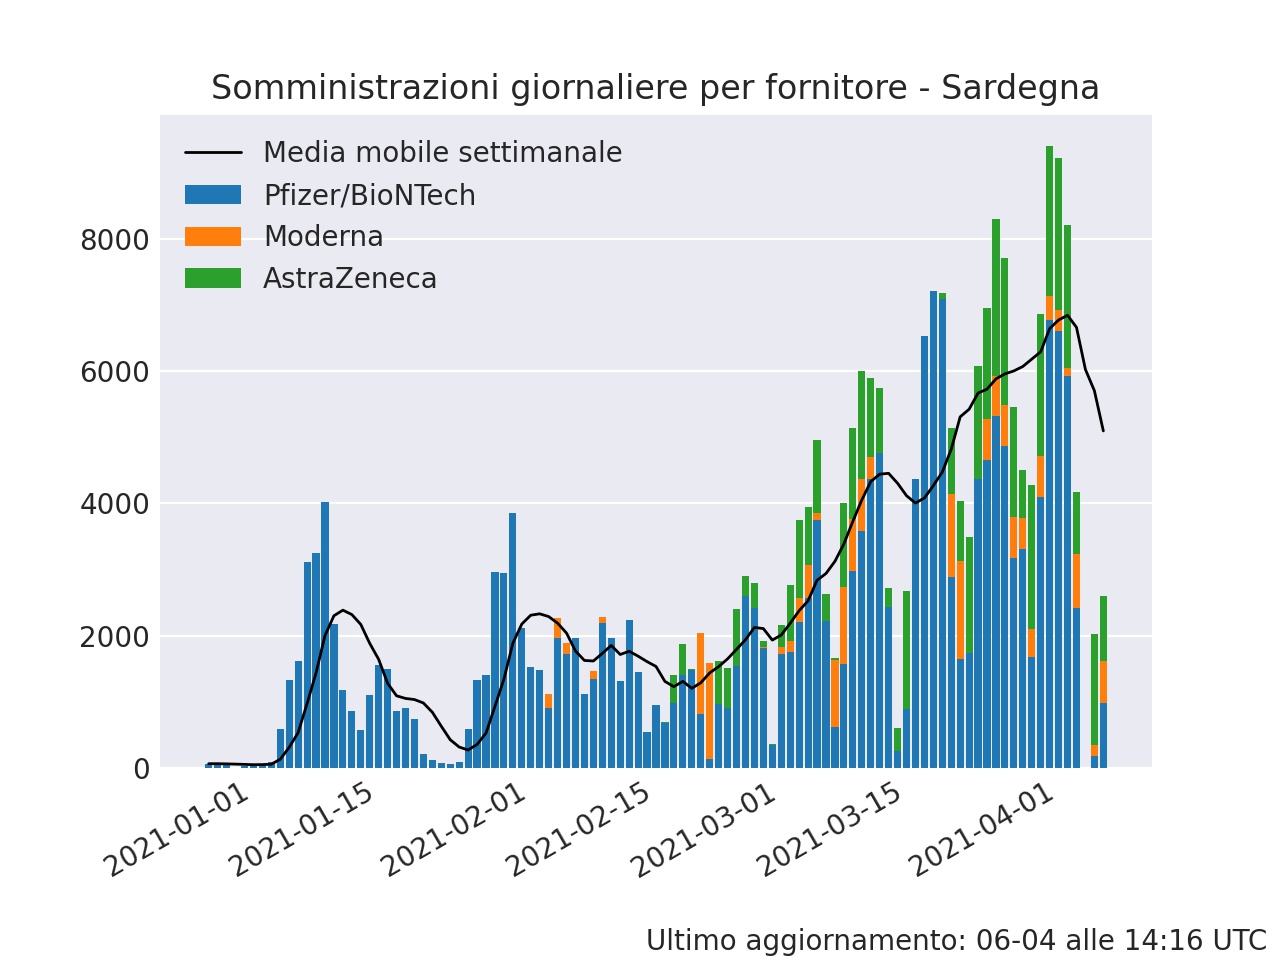 Somministrazioni giornaliere per fornitore - Sardegna
Media mobile settimanale
Pfizer/BioNTech
Moderna
AstraZeneca
8000
6000
4000
2000
0
2021-01-01
2021-01-15
2021-02-01
2021-02-15
2021-03-01
2021-03-15
2021-04-01
Ultimo aggiornamento: 06-04 alle 14:16 UTC